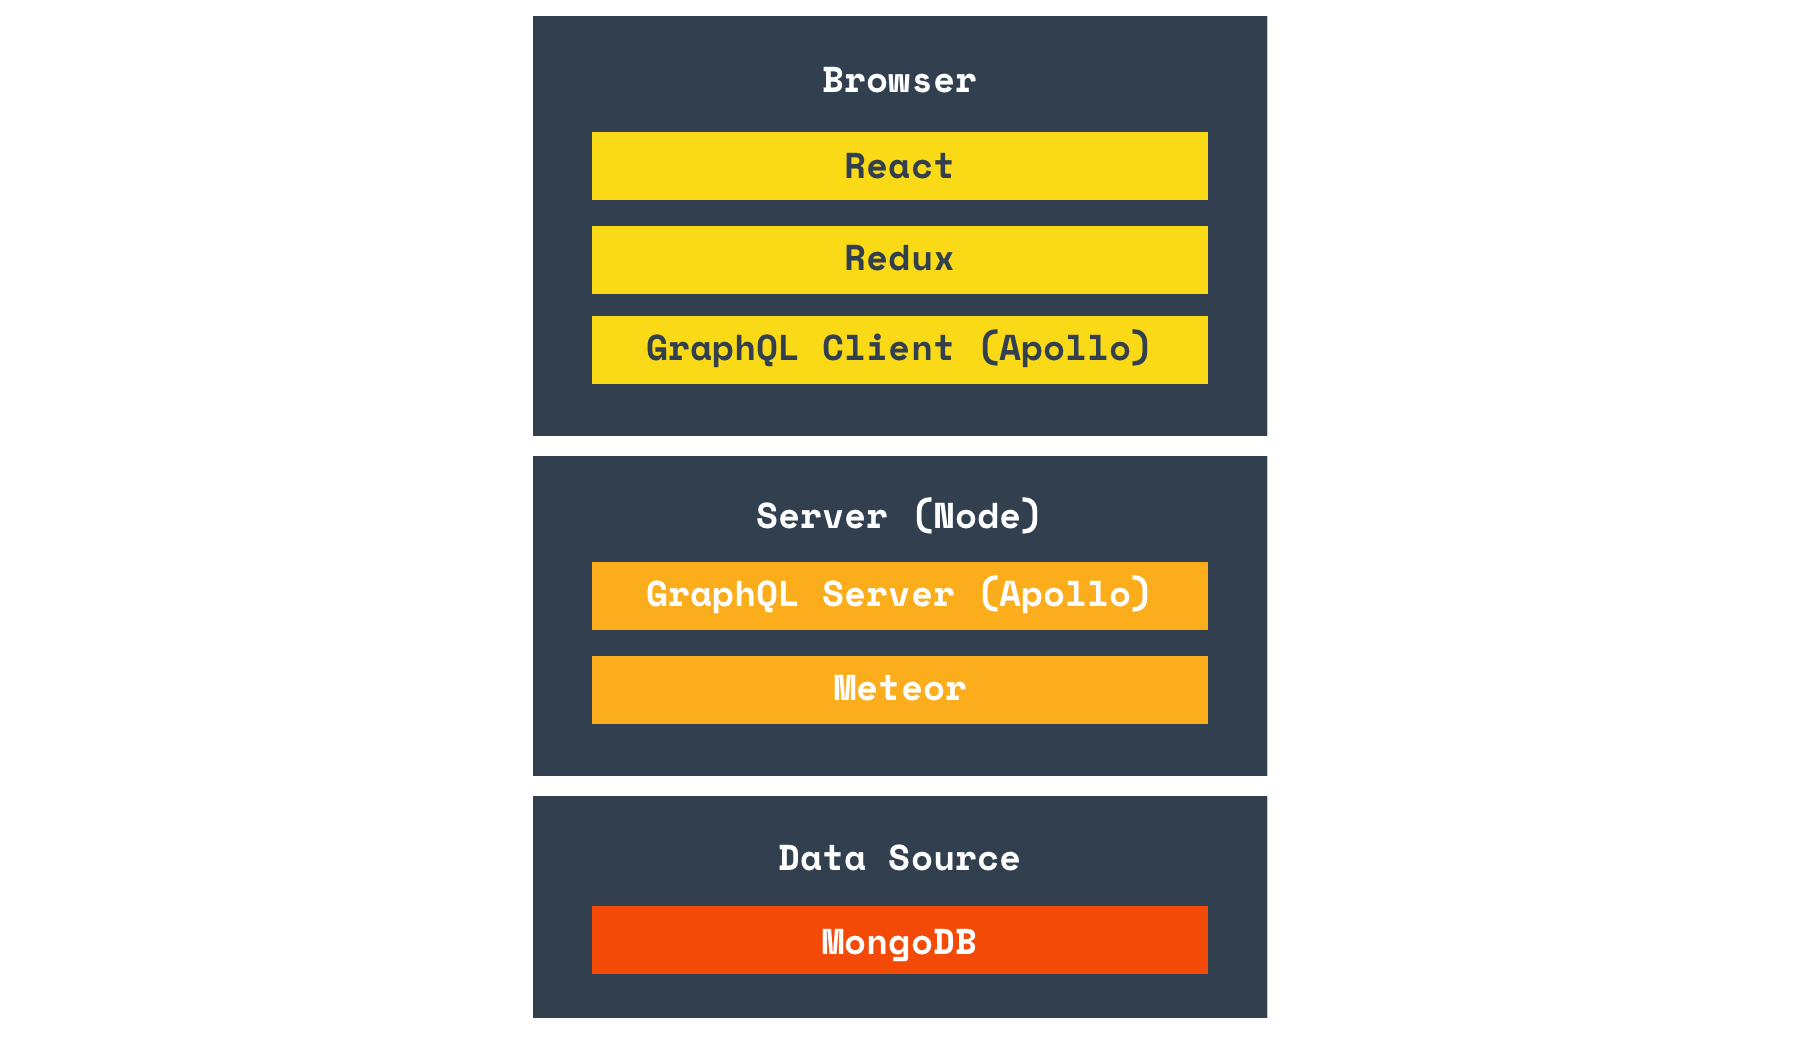 Browser
React
Redux
GraphQL Client (Apollo)
Server (Node)
GraphQL Server (Apollo)
Meteor
Data Source
MongoDB